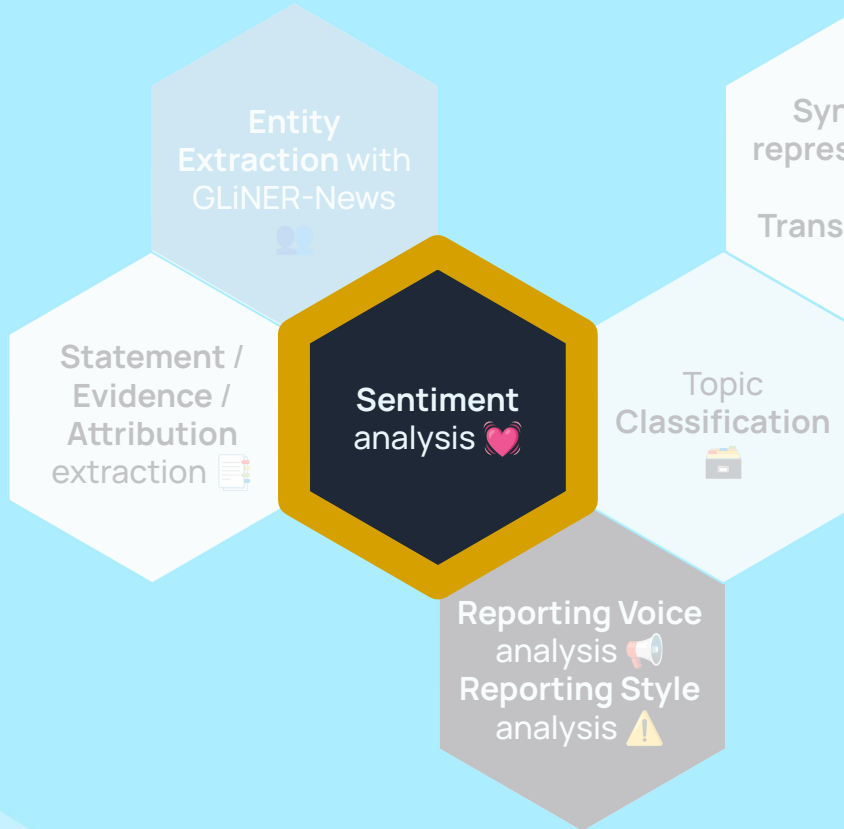 Entity
Extraction with
GLiNER-News
Statement /
Evidence /
Attribution
extraction
Sentiment
analysis
Topic
Classification
Reporting Voice
analysis
Reporting Style
analysis